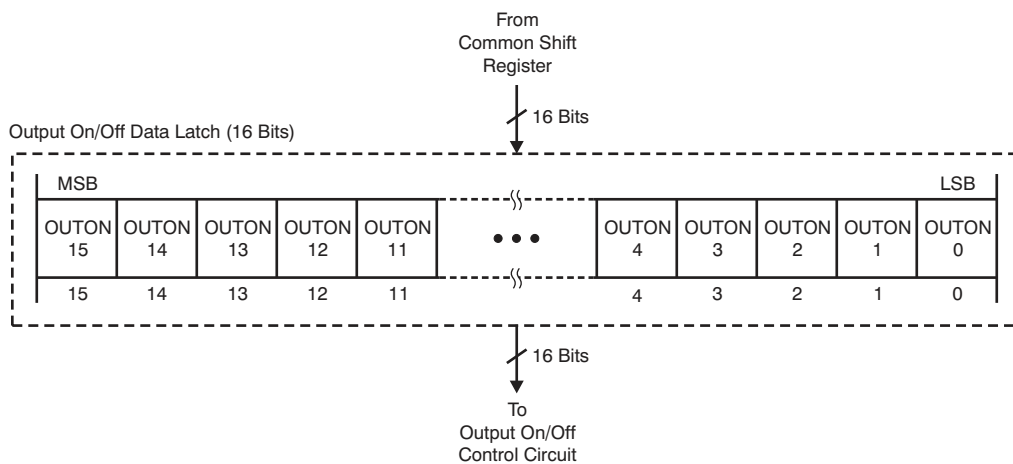 From
Common Shift
Register
16 Bits
Output On/Off Data Latch (16 Bits)
MSB LSB
OUTON OUTON OUTON OUTON OUTON OUTON OUTON OUTON OUTON OUTON
15 14 13 12 11 ••• 4 3 2 1 0
15 14 13 12 11 4 3 2 1 0
16 Bits
To
Output On/Off
Control Circuit